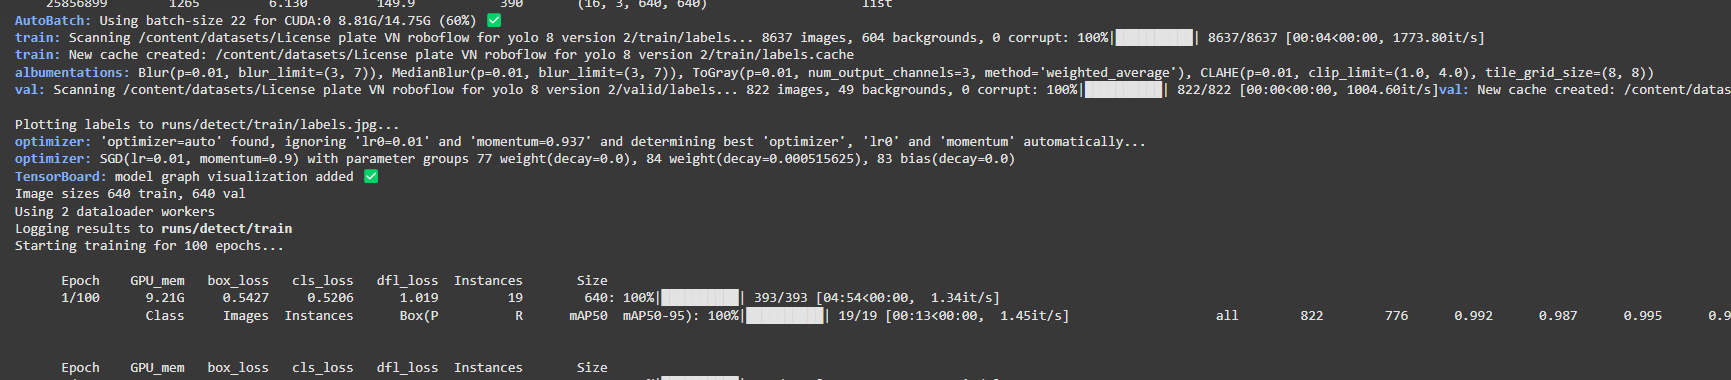 25856899 1265 6.130 149.9 390 (16, 3, 640, 640) list
AutoBatch: Using batch-size 22 for CUDA:0 8.81G/14.75G (60%) ✅
train: Scanning /content/datasets/License plate VN roboflow for yolo 8 version 2/train/labels... 8637 images, 604 backgrounds, 0 corrupt: 100%|██████████| 8637/8637 [00:04<00:00, 1773.80it/s]
train: New cache created: /content/datasets/License plate VN roboflow for yolo 8 version 2/train/labels.cache
albumentations: Blur(p=0.01, blur_limit=(3, 7)), MedianBlur(p=0.01, blur_limit=(3, 7)), ToGray(p=0.01, num_output_channels=3, method='weighted_average'), CLAHE(p=0.01, clip_limit=(1.0, 4.0), tile_grid_size=(8, 8))
val: Scanning /content/datasets/License plate VN roboflow for yolo 8 version 2/valid/labels... 822 images, 49 backgrounds, 0 corrupt: 100%|██████████| 822/822 [00:00<00:00, 1004.60it/s]val: New cache created: /content/datas
Plotting labels to runs/detect/train/labels.jpg...
optimizer: 'optimizer=auto' found, ignoring 'lr0=0.01' and 'momentum=0.937' and determining best 'optimizer', 'lr0' and 'momentum' automatically...
optimizer: SGD(lr=0.01, momentum=0.9) with parameter groups 77 weight(decay=0.0), 84 weight(decay=0.000515625), 83 bias(decay=0.0)
TensorBoard: model graph visualization added ✅
Image sizes 640 train, 640 val
Using 2 dataloader workers
Logging results to runs/detect/train
Starting training for 100 epochs...
Epoch GPU_mem box_loss cls_loss dfl_loss Instances Size
1/100 9.21G 0.5427 0.5206 1.019 19 640: 100%|██████████| 393/393 [04:54<00:00, 1.34it/s]
Class Images Instances Box(P R mAP50 mAP50-95): 100%|██████████| 19/19 [00:13<00:00, 1.45it/s] all 822 776 0.992 0.987 0.995 0.9
Epoch GPU_mem box_loss cls_loss dfl_loss Instances Size